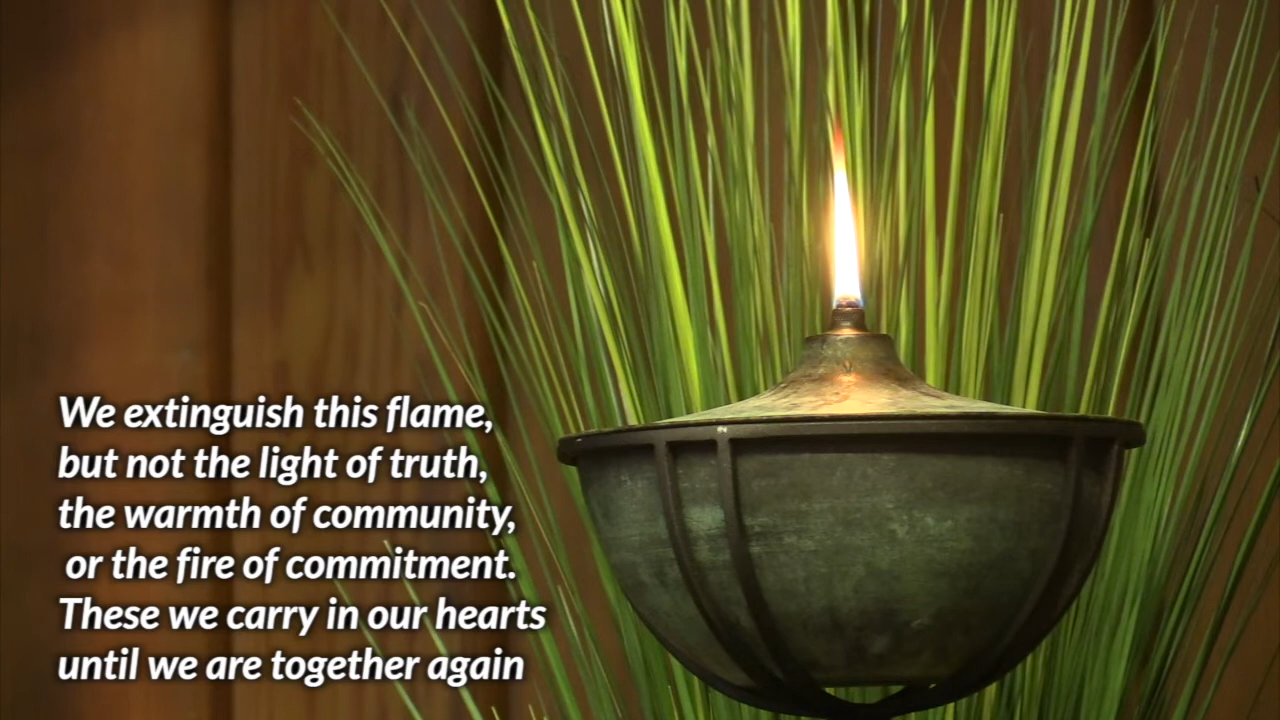 We extinguish this flame,
but not the light of truth,
the warmth of community,
or the fire of commitment.
These we carry in our hearts
until we are together again